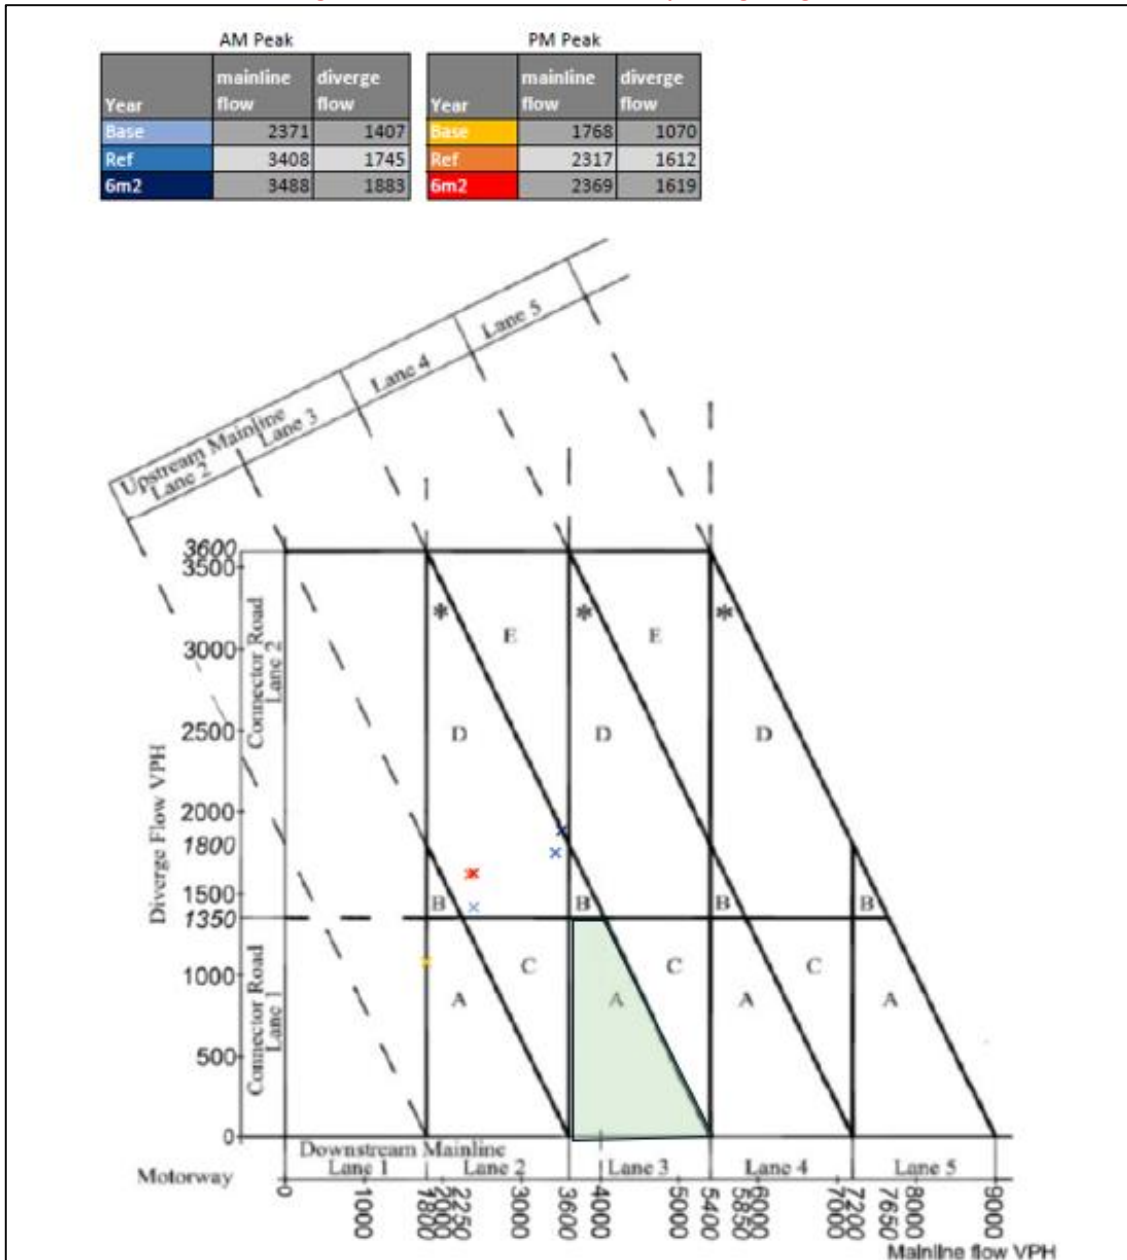 AM Peak
PM Peak
Year mainline flow diverge flow
Base 2371 1407
Ref 3408 1745
6m2 3488 1883
Year mainline flow diverge flow
Base 1768 1070
Ref 2317 1612
6m2 2369 1619
Upstream Mainline
Lane 2
Lane 3
Lane 4
Lane 5
Diverge Flow VPH
3600
3500
3000
2500
2000
1800
1500
1350
1000
500
0
Connector Road
Lane 2
Connector Road
Lane 1
* * *
E E
D D D
B B B B
C C C
A A A A
Downstream Mainline
Motorway
Lane 1 Lane 2 Lane 3 Lane 4 Lane 5
0 1000 1800 2000 2250 3000 3600 4000 5000 5400 5850 6000 7000 7200 7650 8000 9000
Mainline flow VPH